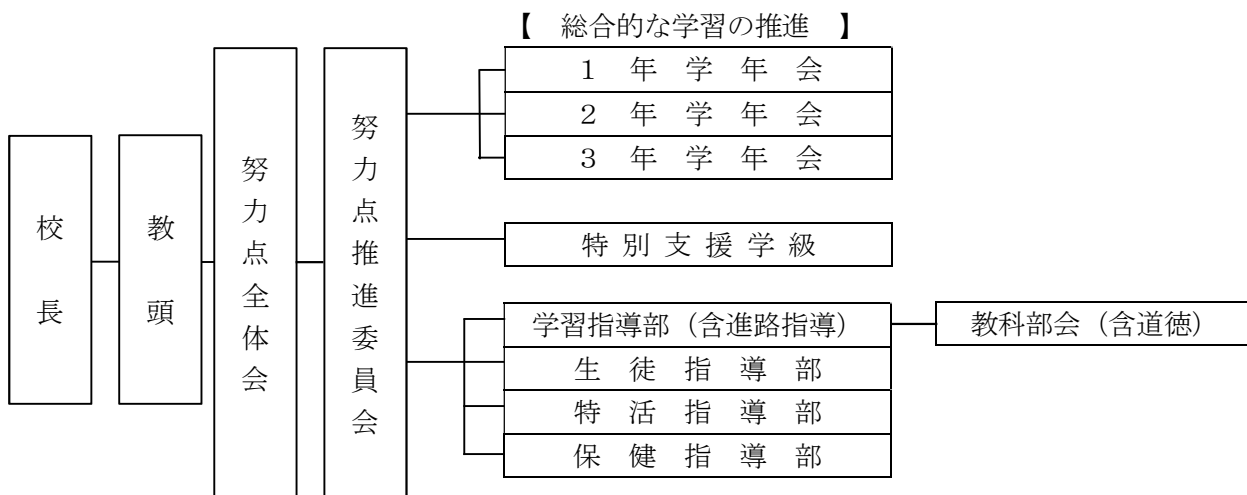 校長
教頭
努力点全体会
努力点推進委員会
【 総合的な学習の推進 】
1 年 学 年 会
2 年 学 年 会
3 年 学 年 会
特 別 支 援 学 級
学習指導部（含進路指導）
教科部会（含道徳）
生 徒 指 導 部
特 活 指 導 部
保 健 指 導 部